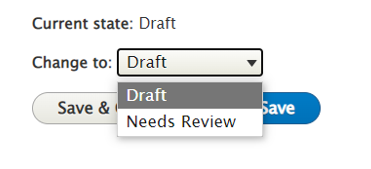 Current state: Draft
Change to: Draft
Draft
Needs Review
Save &
Save